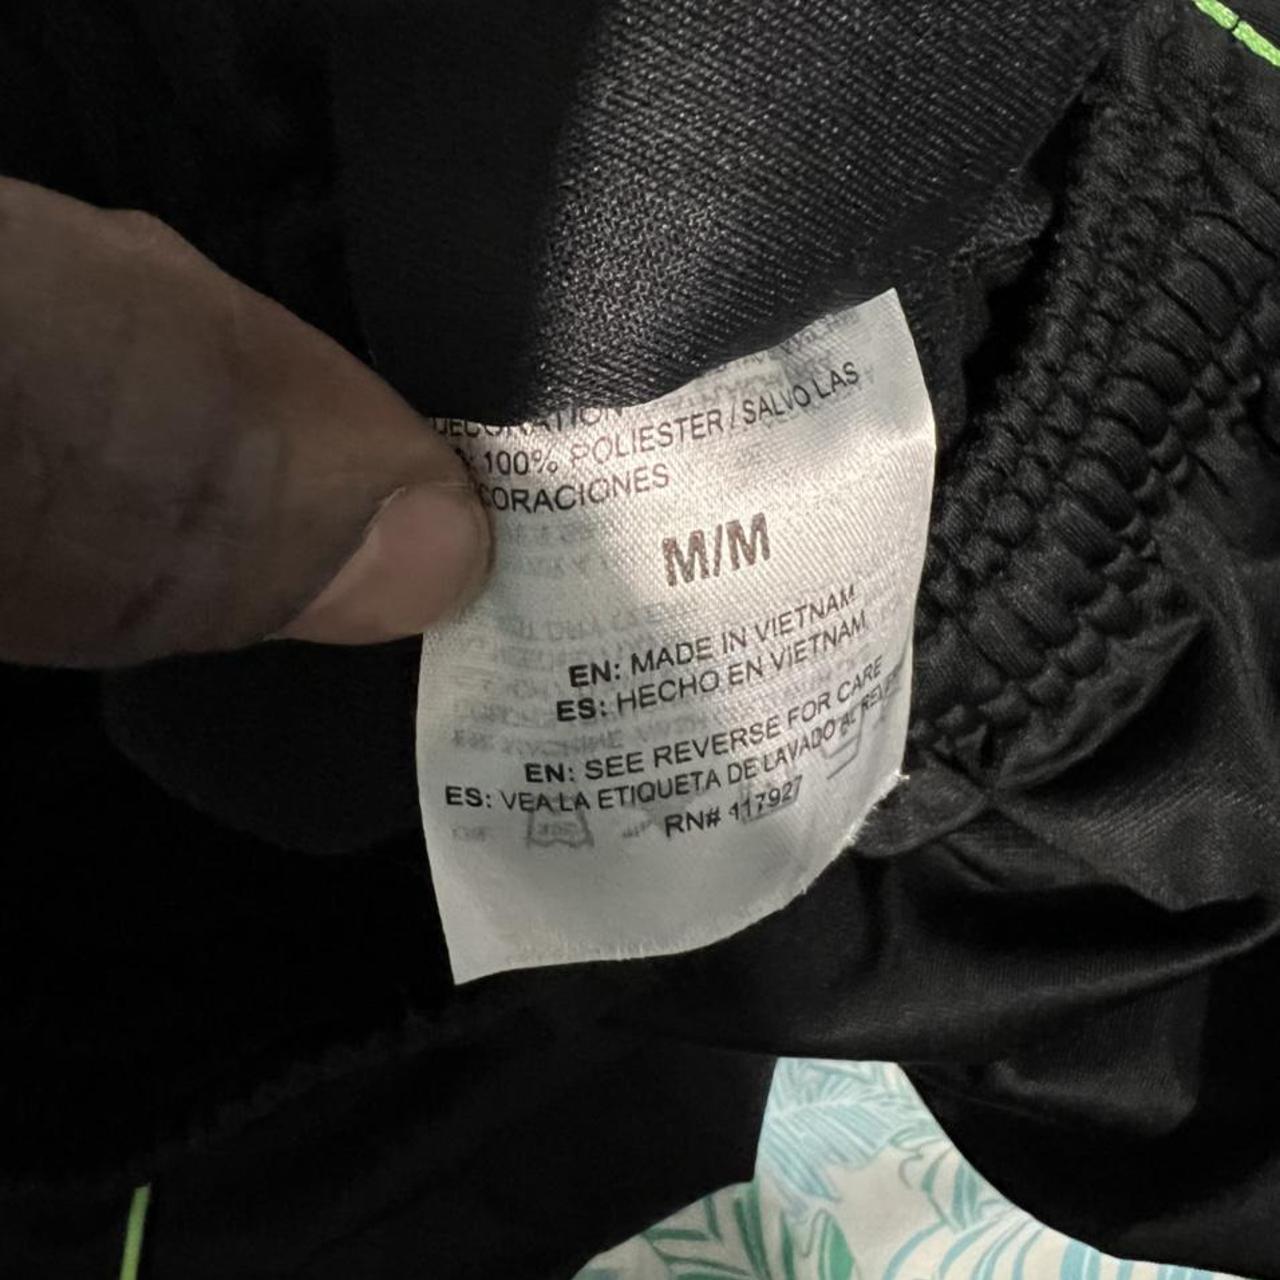 DECORATION
100% POLIESTER / SALVO LAS
CORACIONES
M/M
EN: MADE IN VIETNAM
ES: HECHO EN VIETNAM
EN: SEE REVERSE FOR CARE
ES: VEA LA ETIQUETA DE LAVADO AL
RN# 117927